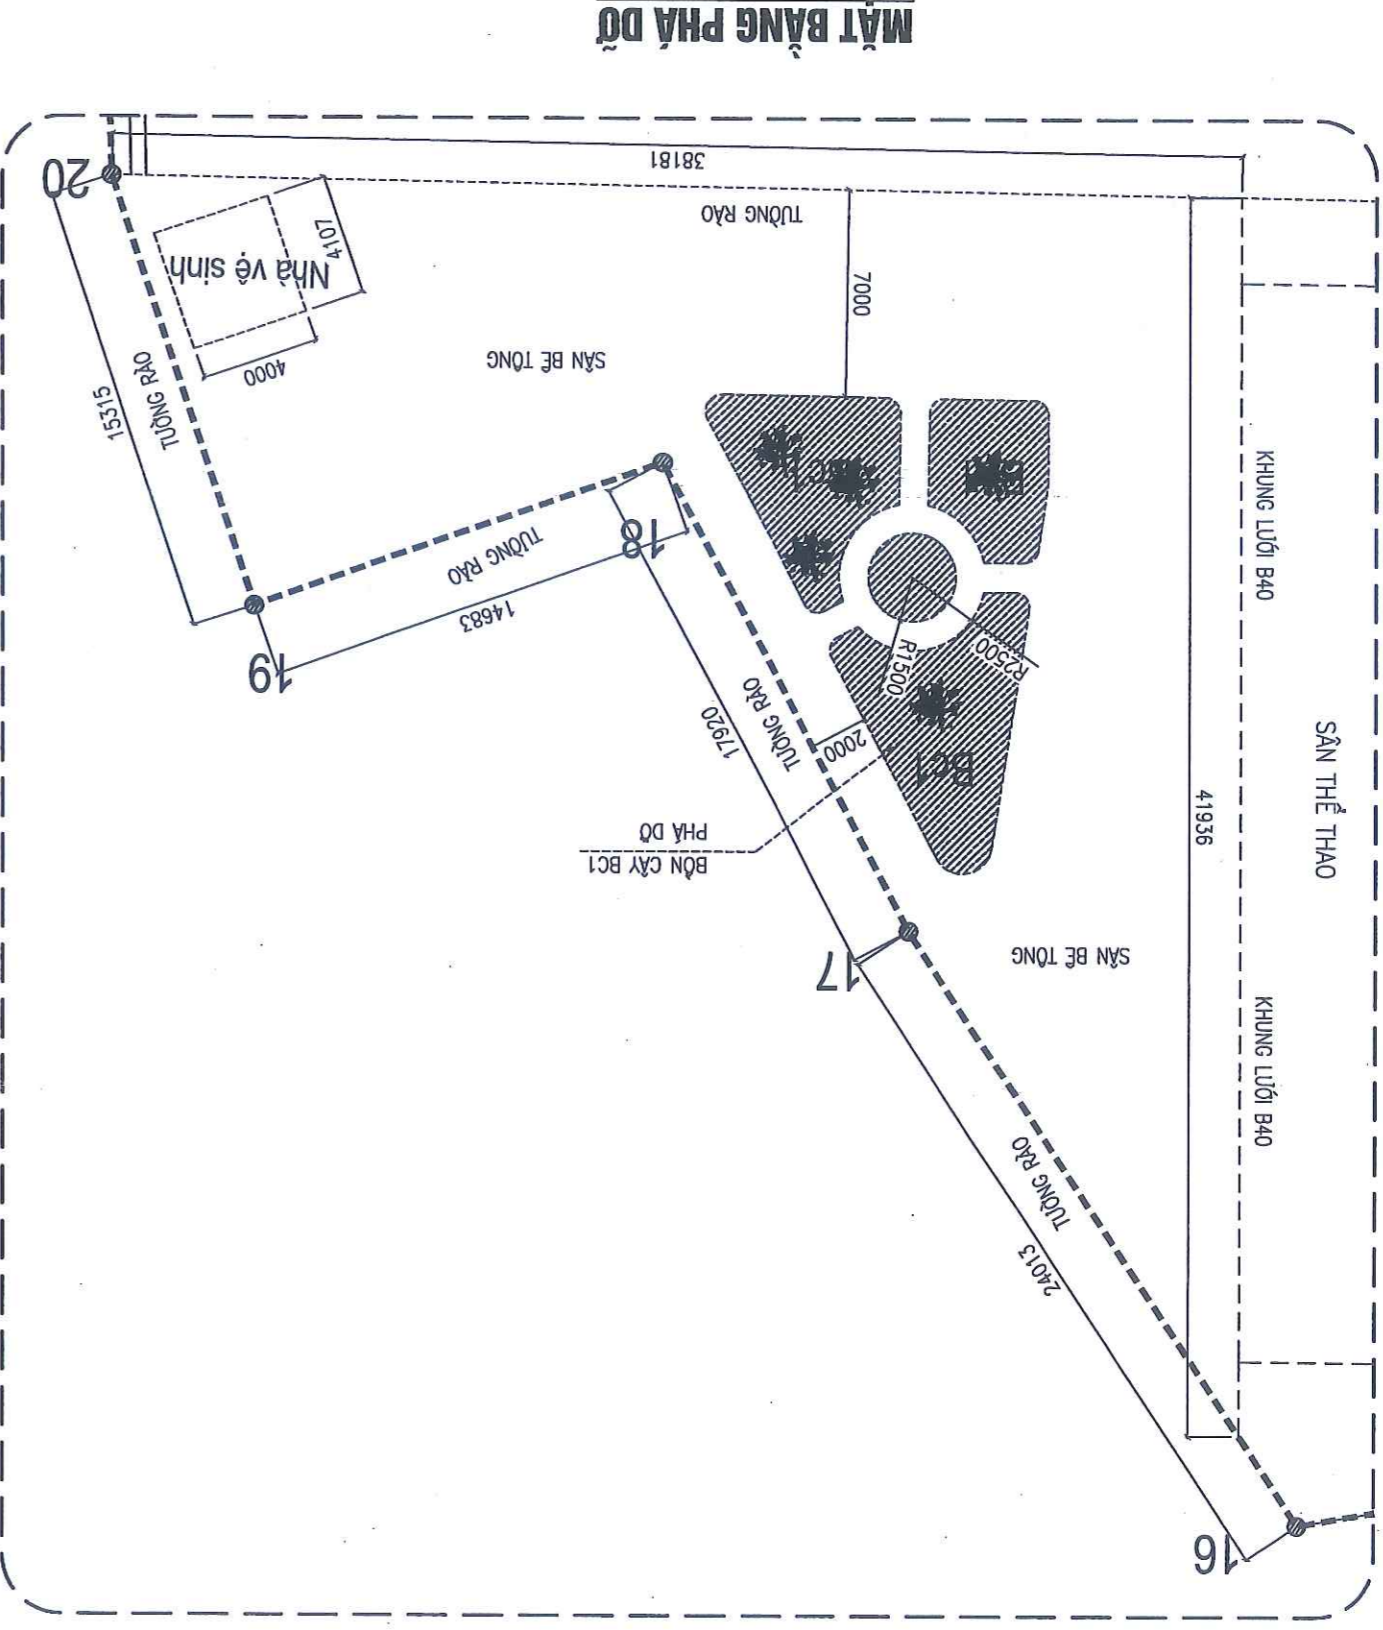 16
24013
TƯỜNG RÀO
KHUNG LƯỚI B40
SÂN BÊ TÔNG
17
BỒN CÂY BC1
PHÁ DỠ
SÂN THỂ THAO
41936
Bc1
2000
17920
TƯỜNG RÀO
R2500
R1500
19
14683
TƯỜNG RÀO
18
KHUNG LƯỚI B40
15315
TƯỜNG RÀO
4000
SÂN BÊ TÔNG
7000
Nhà vệ sinh
4107
TƯỜNG RÀO
20
38181
MẶT BẰNG PHÁ DỠ